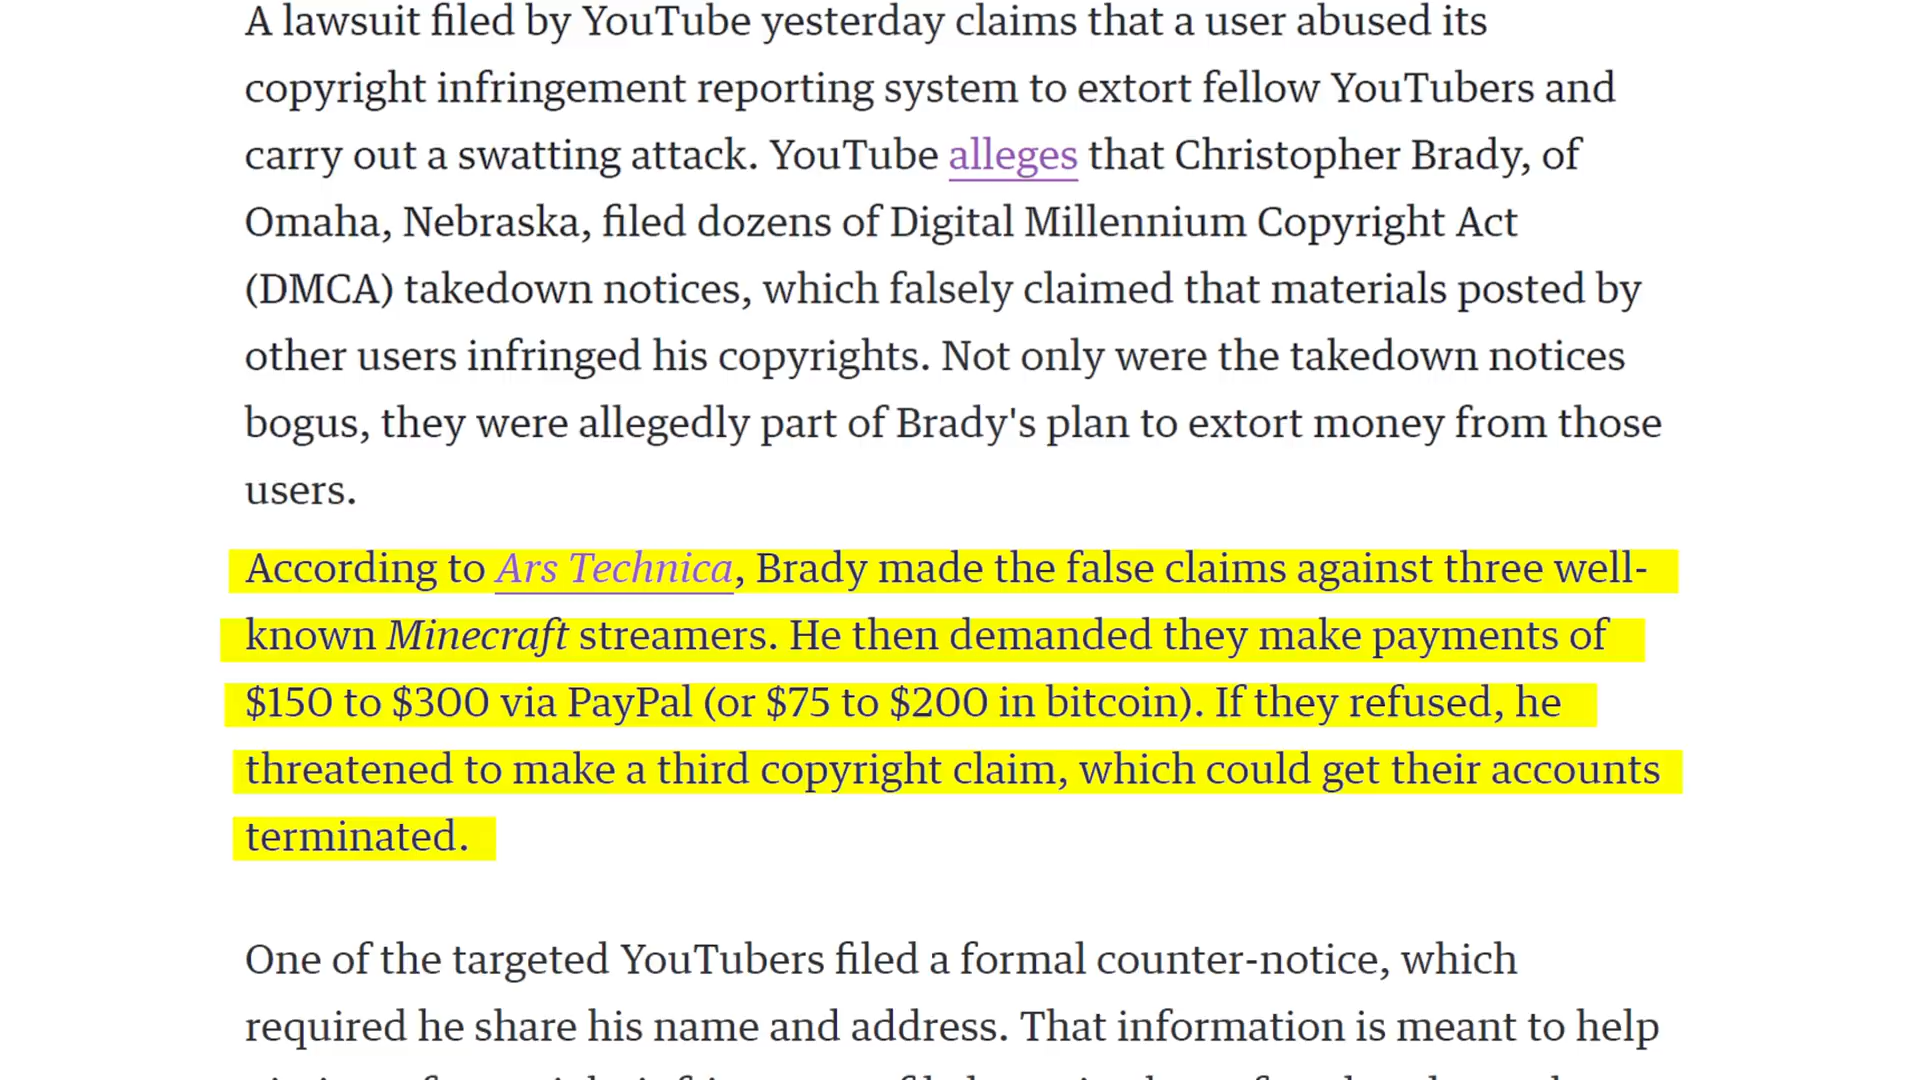 A lawsuit filed by YouTube yesterday claims that a user abused its
copyright infringement reporting system to extort fellow YouTubers and
carry out a swatting attack. YouTube alleges that Christopher Brady, of
Omaha, Nebraska, filed dozens of Digital Millennium Copyright Act
(DMCA) takedown notices, which falsely claimed that materials posted by
other users infringed his copyrights. Not only were the takedown notices
bogus, they were allegedly part of Brady's plan to extort money from those
users.
According to Ars Technica, Brady made the false claims against three well-
known Minecraft streamers. He then demanded they make payments of
$150 to $300 via PayPal (or $75 to $200 in bitcoin). If they refused, he
threatened to make a third copyright claim, which could get their accounts
terminated.
One of the targeted YouTubers filed a formal counter-notice, which
required he share his name and address. That information is meant to help